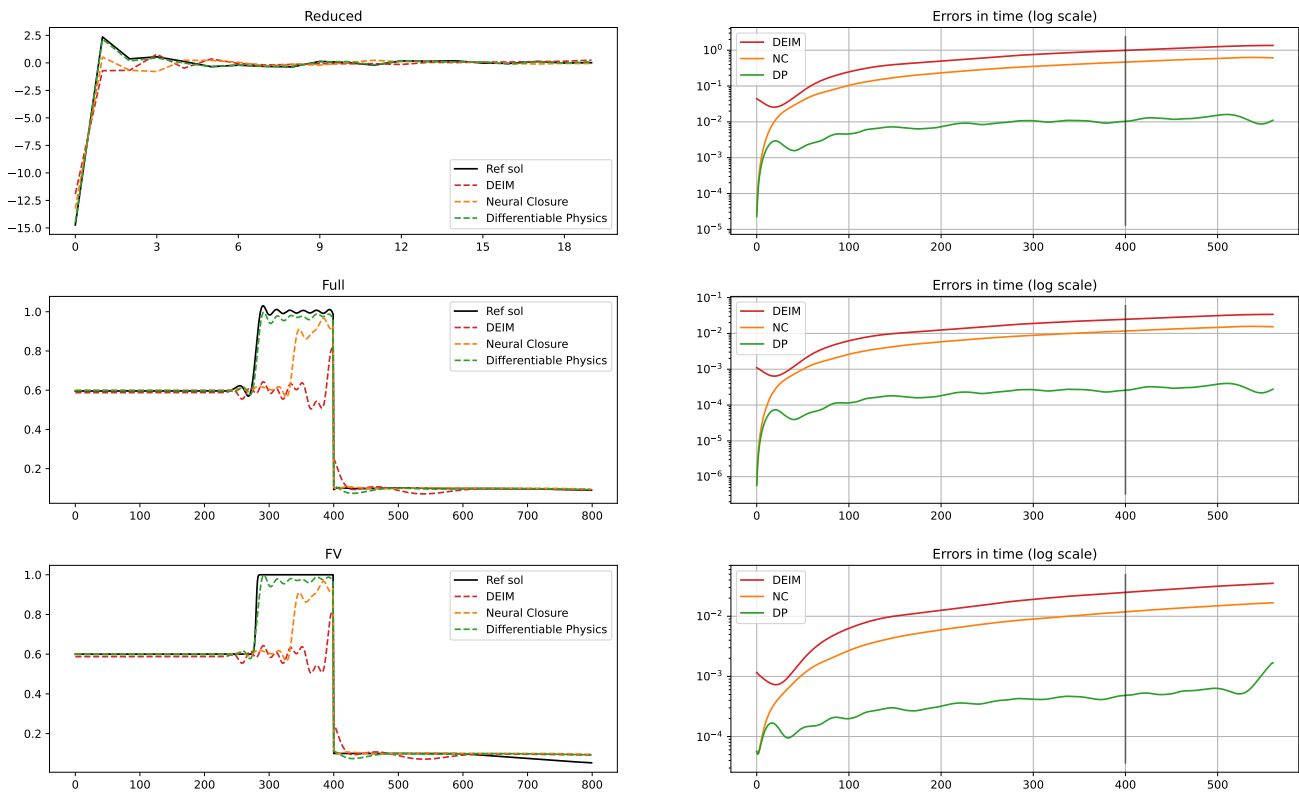 Reduced
2.5
0.0
−2.5
−5.0
−7.5
−10.0
−12.5
−15.0
0 3 6 9 12 15 18
Ref sol
DEIM
Neural Closure
Differentiable Physics
Errors in time (log scale)
10⁰
10⁻¹
10⁻²
10⁻³
10⁻⁴
10⁻⁵
0 100 200 300 400 500
DEIM
NC
DP
Full
1.0
0.8
0.6
0.4
0.2
0 100 200 300 400 500 600 700 800
Ref sol
DEIM
Neural Closure
Differentiable Physics
Errors in time (log scale)
10⁻¹
10⁻²
10⁻³
10⁻⁴
10⁻⁵
10⁻⁶
0 100 200 300 400 500
DEIM
NC
DP
FV
1.0
0.8
0.6
0.4
0.2
0 100 200 300 400 500 600 700 800
Ref sol
DEIM
Neural Closure
Differentiable Physics
Errors in time (log scale)
10⁻²
10⁻³
10⁻⁴
0 100 200 300 400 500
DEIM
NC
DP